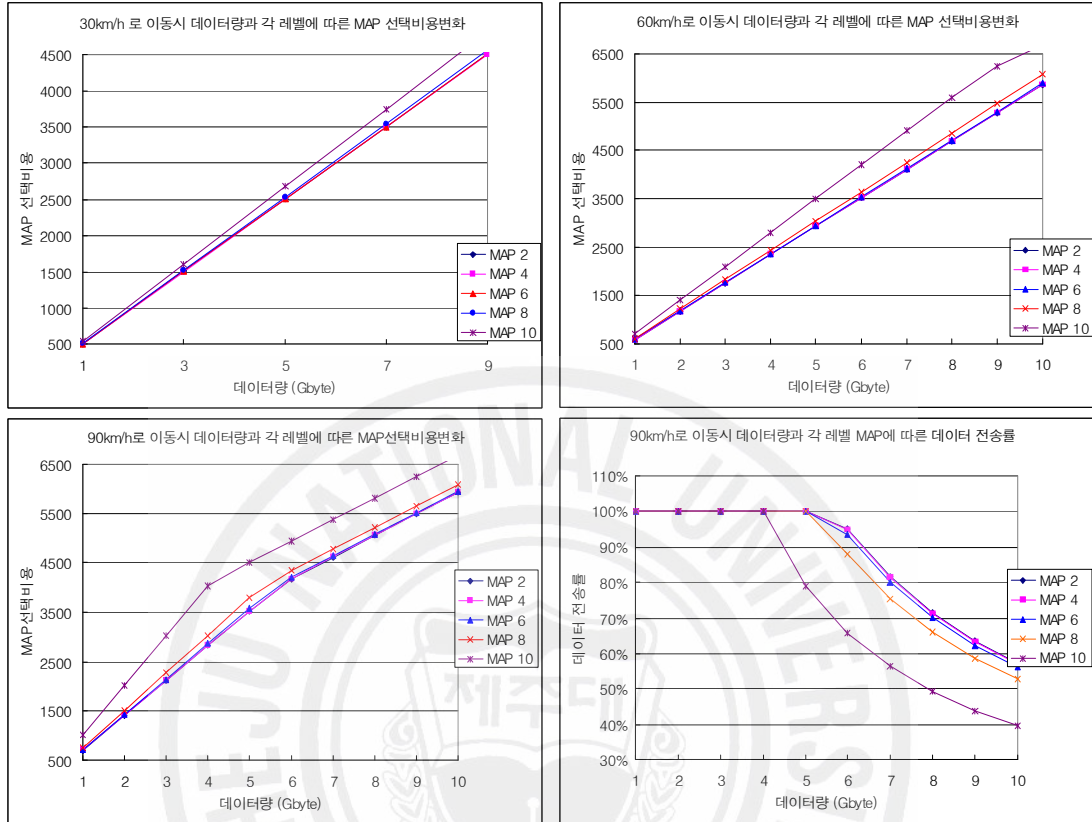 30km/h 로 이동시 데이터량과 각 레벨에 따른 MAP 선택비용변화
MAP 선택비용
4500
4000
3500
3000
2500
2000
1500
1000
500
1 3 5 7 9
데이터량 (Gbyte)
MAP 2
MAP 4
MAP 6
MAP 8
MAP 10
60km/h로 이동시 데이터량과 각 레벨에 따른 MAP 선택비용변화
MAP 선택비용
6500
5500
4500
3500
2500
1500
500
1 2 3 4 5 6 7 8 9 10
데이터량 (Gbyte)
MAP 2
MAP 4
MAP 6
MAP 8
MAP 10
90km/h로 이동시 데이터량과 각 레벨에 따른 MAP선택비용변화
MAP선택비용
6500
5500
4500
3500
2500
1500
500
1 2 3 4 5 6 7 8 9 10
데이터량 (Gbyte)
MAP 2
MAP 4
MAP 6
MAP 8
MAP 10
90km/h로 이동시 데이터량과 각 레벨 MAP에 따른 데이터 전송률
데이터 전송률
110%
100%
90%
80%
70%
60%
50%
40%
30%
1 2 3 4 5 6 7 8 9 10
데이터량 (Gbyte)
MAP 2
MAP 4
MAP 6
MAP 8
MAP 10
JEJU NATIONAL UNIVERSI
제주대